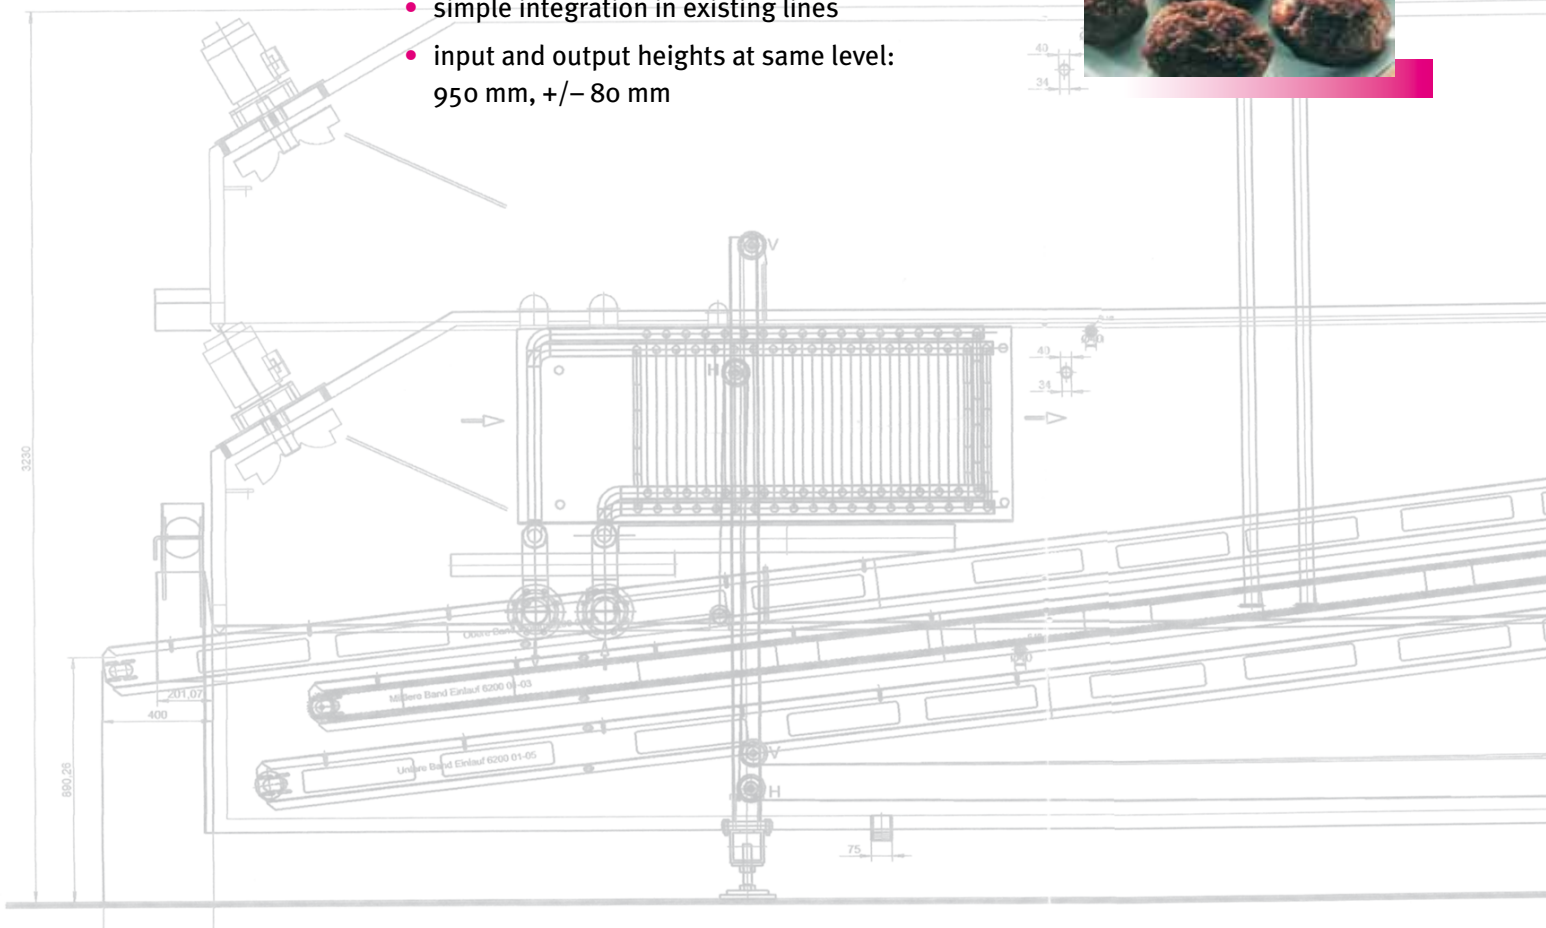 • simple integration in existing lines
• input and output heights at same level:
950 mm, +/– 80 mm
40
34
V
H
40
34
3230
Mittlere Band Einlauf 6200 01-03
201,07
400
Untere Band Einlauf 6200 01-05
V
H
890,26
75